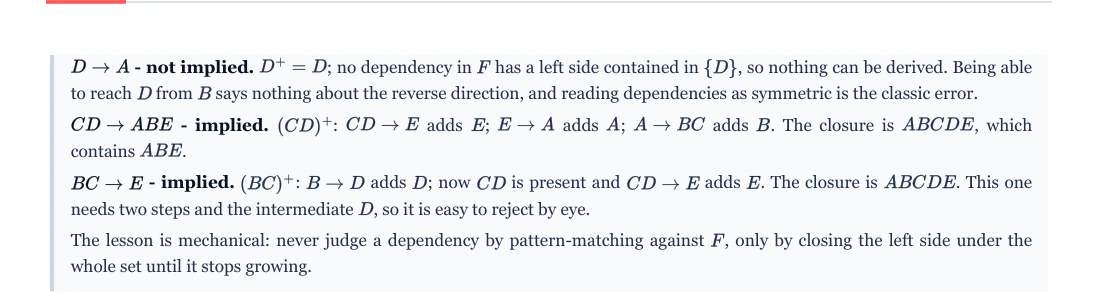 D → A - not implied. D⁺ = D; no dependency in F has a left side contained in {D}, so nothing can be derived. Being able
to reach D from B says nothing about the reverse direction, and reading dependencies as symmetric is the classic error.
CD → ABE - implied. (CD)⁺: CD → E adds E; E → A adds A; A → BC adds B. The closure is ABCDE, which
contains ABE.
BC → E - implied. (BC)⁺: B → D adds D; now CD is present and CD → E adds E. The closure is ABCDE. This one
needs two steps and the intermediate D, so it is easy to reject by eye.
The lesson is mechanical: never judge a dependency by pattern-matching against F, only by closing the left side under the
whole set until it stops growing.